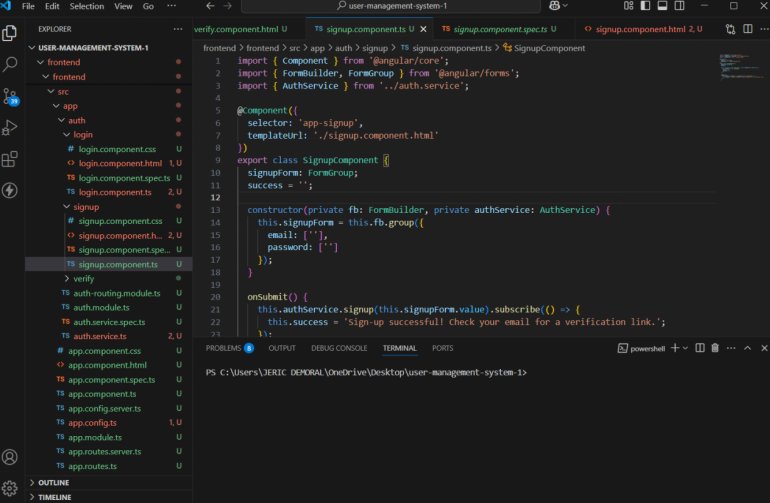 File Edit Selection View Go ... user-management-system-1
EXPLORER ...
USER-MANAGEMENT-SYSTEM-1
frontend
frontend
src
app
auth
login
login.component.css U
login.component.html 1, U
login.component.spec.ts U
login.component.ts 2, U
signup
signup.component.css U
signup.component.h... 2, U
signup.component.spe... U
TS signup.component.ts U
verify
TS auth-routing.module.ts U
TS auth.module.ts U
TS auth.service.spec.ts U
TS auth.service.ts 2, U
# app.component.css U
<> app.component.html U
TS app.component.spec.ts U
TS app.component.ts U
TS app.config.server.ts U
TS app.config.ts 1, U
TS app.module.ts U
TS app.routes.server.ts U
TS app.routes.ts U
OUTLINE
TIMELINE
39
verify.component.html U TS signup.component.ts U TS signup.component.spec.ts U <> signup.component.html 2, U
frontend > frontend > src > app > auth > signup > TS signup.component.ts > SignupComponent
1 import { Component } from '@angular/core';
2 import { FormBuilder, FormGroup } from '@angular/forms';
3 import { AuthService } from '../auth.service';
4
5 @Component({
6 selector: 'app-signup',
7 templateUrl: './signup.component.html'
8 })
9 export class SignupComponent {
10 signupForm: FormGroup;
11 success = '';
12
13 constructor(private fb: FormBuilder, private authService: AuthService) {
14 this.signupForm = this.fb.group({
15 email: [''],
16 password: ['']
17 });
18 }
19
20 onSubmit() {
21 this.authService.signup(this.signupForm.value).subscribe(() => {
22 this.success = 'Sign-up successful! Check your email for a verification link.';
23 });
PROBLEMS 8 OUTPUT DEBUG CONSOLE TERMINAL PORTS powershell
PS C:\Users\JERIC DEMORAL\OneDrive\Desktop\user-management-system-1>